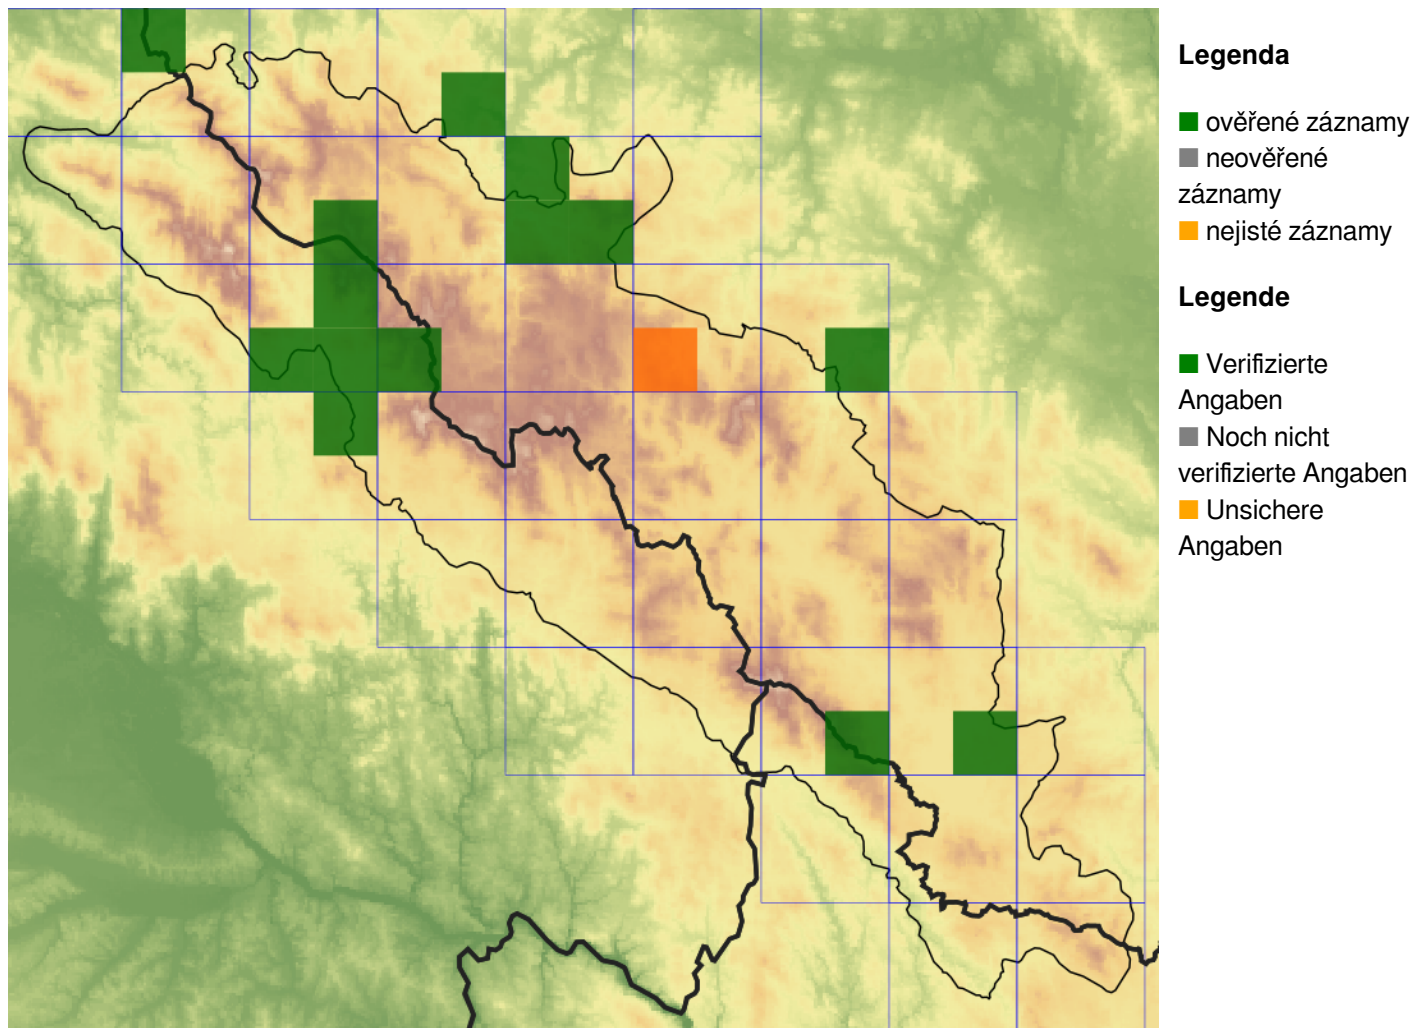 Legenda
ověřené záznamy
neověřené
záznamy
nejisté záznamy
Legende
Verifizierte
Angaben
Noch nicht
verifizierte Angaben
Unsichere
Angaben